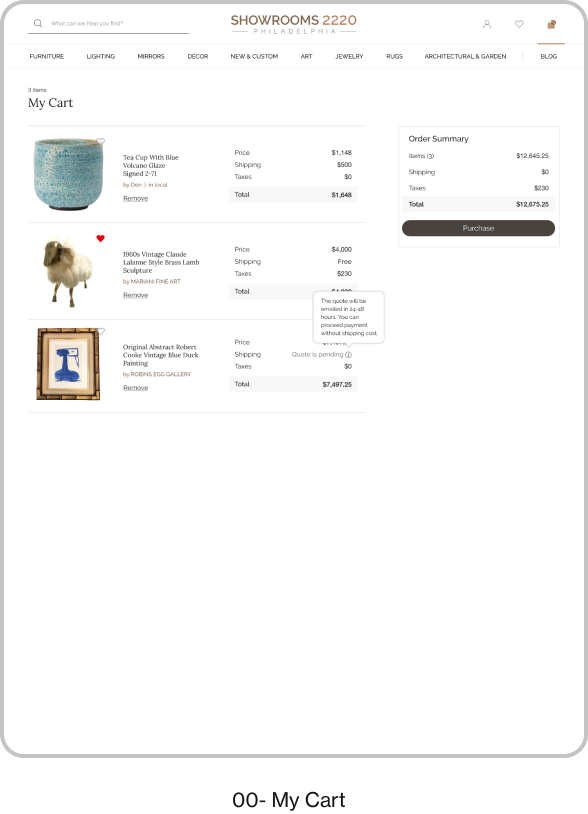 What can we hlep you find?
SHOWROOMS 2220
PHILADELPHIA
FURNITURE LIGHTING MIRRORS DÉCOR NEW & CUSTOM ART JEWELRY RUGS ARCHITECTURAL & GARDEN BLOG
3 items
My Cart
Tea Cup With Blue
Volcano Glaze
Signed 2-71
by Den | in local
Remove
Price $1,148
Shipping $500
Taxes $0
Total $1,648
1960s Vintage Claude
Lalanne Style Brass Lamb
Sculpture
by MARIANI FINE ART
Remove
Price $4,000
Shipping Free
Taxes $230
Total
The quote will be
emailed in 24-48
hours. You can
proceed payment
without shipping cost.
Original Abstract Robert
Cooke Vintage Blue Duck
Painting
by ROBINS EGG GALLERY
Remove
Price
Shipping Quote is pending
Taxes $0
Total $7,497.25
Order Summary
items (3) $12,645.25
Shipping $0
Taxes $230
Total $12,675.25
Purchase
00- My Cart